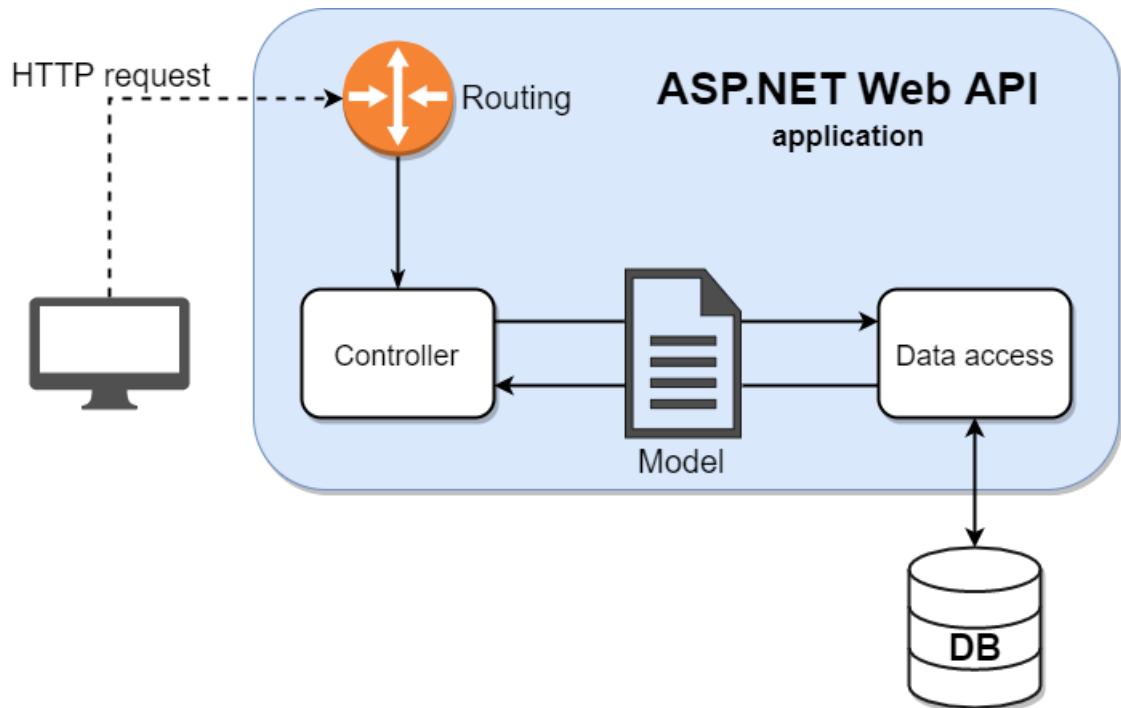 HTTP request
Routing
ASP.NET Web API
application
Controller
Data access
Model
DB